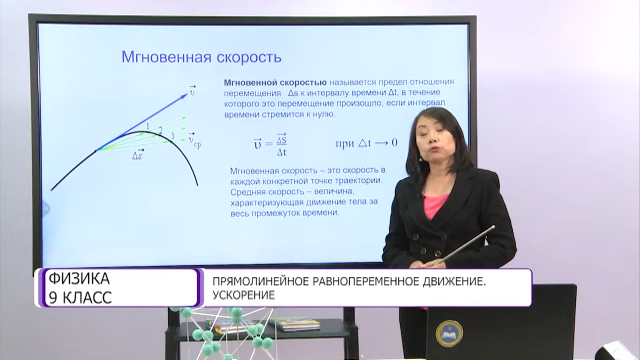 Мгновенная скорость
Мгновенной скоростью называется предел отношения
перемещения Δs к интервалу времени Δt, в течение
которого это перемещение произошло, если интервал
времени стремится к нулю.
υ
1
2
3
υср
Δs
υ = ΔS/Δt при △t → 0
Мгновенная скорость – это скорость в
каждой конкретной точке траектории.
Средняя скорость – величина,
характеризующая движение тела за
весь промежуток времени.
ФИЗИКА
9 КЛАСС
ПРЯМОЛИНЕЙНОЕ РАВНОПЕРЕМЕННОЕ ДВИЖЕНИЕ.
УСКОРЕНИЕ